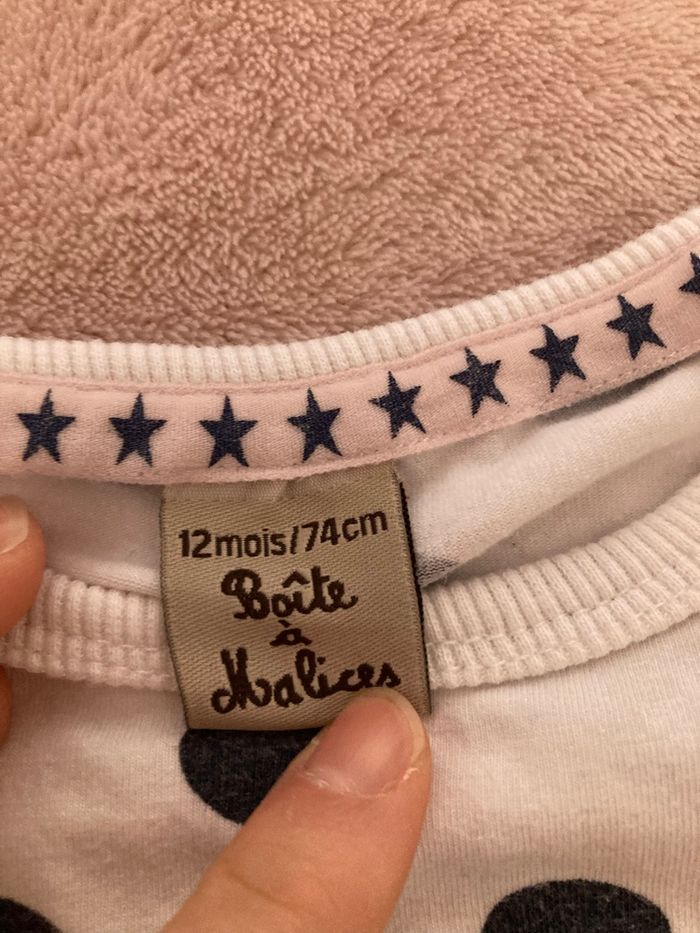 12mois/74cm
Boîte
à
Malices